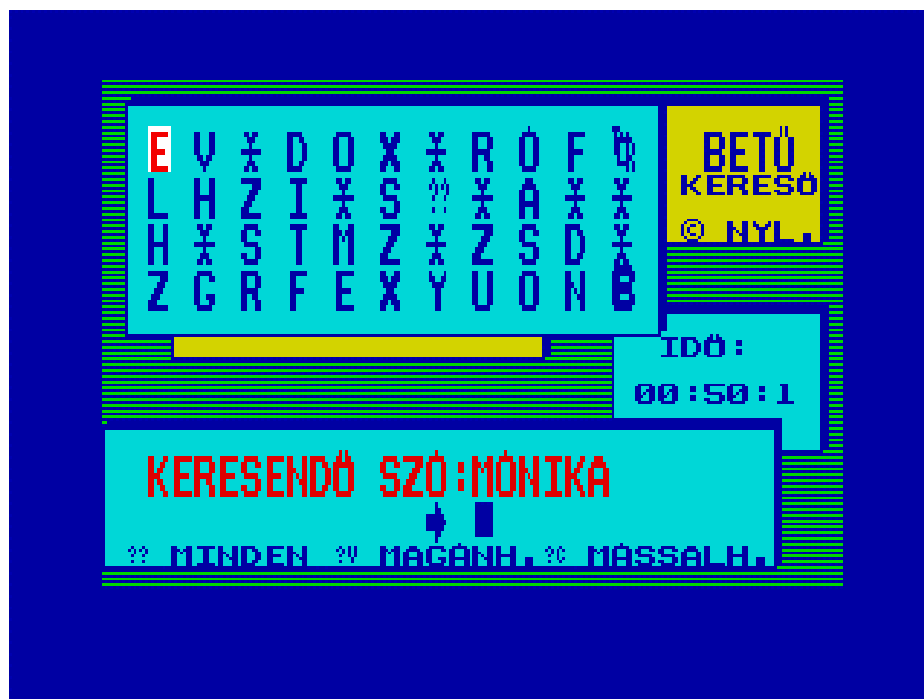 E V X D O X X R Ó F
L H Z I X S ?? X A X X
H X S T M Z X Z S D X
Z G R F E X Y U O N B
BETŰ
KERESŐ
© NYL.
IDŐ:
00:50:1
KERESENDŐ SZÓ:MÓNIKA
?? MINDEN ?V MAGÁNH. ?C MÁSSALH.